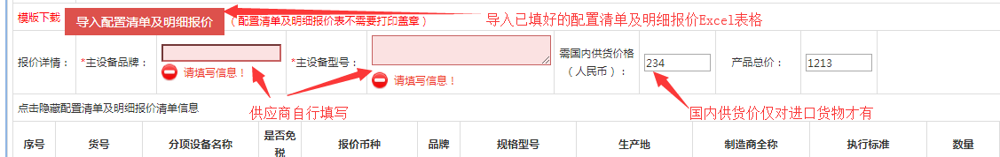 模版下载 导入配置清单及明细报价 （配置清单及明细报价表不需要打印盖章） 导入已填好的配置清单及明细报价Excel表格
报价详情： *主设备品牌： 请填写信息！ *主设备型号： 请填写信息！ 需国内供货价格（人民币）： 234 产品总价： 1213
供应商自行填写 国内供货价仅对进口货物才有
点击隐藏配置清单及明细报价清单信息
序号 货号 分项设备名称 是否免税 报价币种 品牌 规格型号 生产地 制造商全称 执行标准 数量